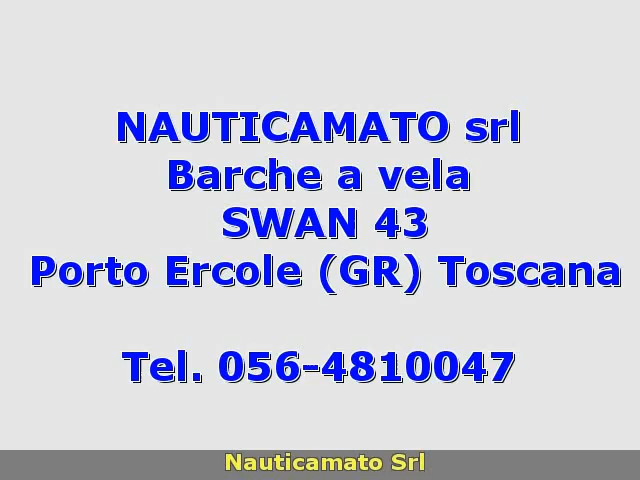 NAUTICAMATO srl
Barche a vela
SWAN 43
Porto Ercole (GR) Toscana
Tel. 056-4810047
Nauticamato Srl